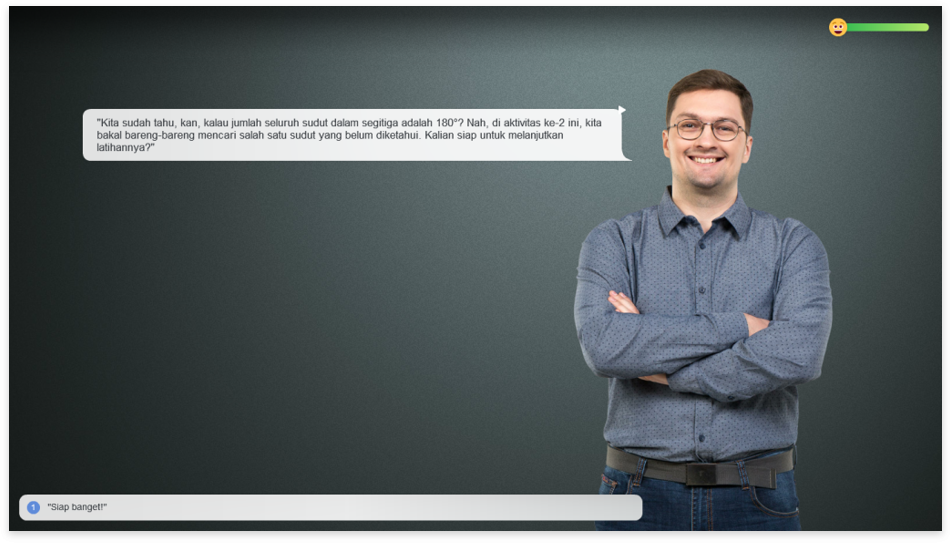 "Kita sudah tahu, kan, kalau jumlah seluruh sudut dalam segitiga adalah 180°? Nah, di aktivitas ke-2 ini, kita
bakal bareng-bareng mencari salah satu sudut yang belum diketahui. Kalian siap untuk melanjutkan
latihannya?"
1 "Siap banget!"